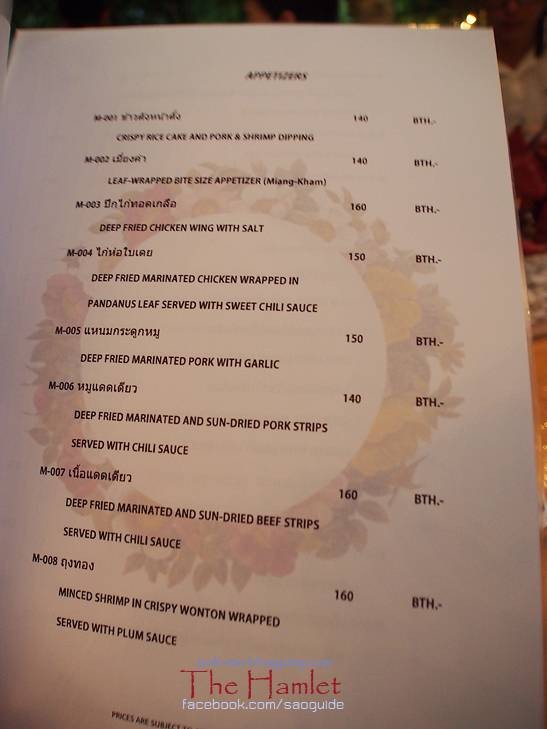 APPETIZERS
M-001 ข้าวตังหน้าตั้ง 140 BTH.-
CRISPY RICE CAKE AND PORK & SHRIMP DIPPING
M-002 เมี่ยงคำ 140 BTH.-
LEAF-WRAPPED BITE SIZE APPETIZER (Miang-Kham)
M-003 ปีกไก่ทอดเกลือ 160 BTH.-
DEEP FRIED CHICKEN WING WITH SALT
M-004 ไก่ห่อใบเตย 150 BTH.-
DEEP FRIED MARINATED CHICKEN WRAPPED IN
PANDANUS LEAF SERVED WITH SWEET CHILI SAUCE
M-005 แหนมกระดูกหมู 150 BTH.-
DEEP FRIED MARINATED PORK WITH GARLIC
M-006 หมูแดดเดียว 140 BTH.-
DEEP FRIED MARINATED AND SUN-DRIED PORK STRIPS
SERVED WITH CHILI SAUCE
M-007 เนื้อแดดเดียว 160 BTH.-
DEEP FRIED MARINATED AND SUN-DRIED BEEF STRIPS
SERVED WITH CHILI SAUCE
M-008 ถุงทอง 160 BTH.-
MINCED SHRIMP IN CRISPY WONTON WRAPPED
SERVED WITH PLUM SAUCE
The Hamlet
facebook.com/saoguide
PRICES ARE SUBJECT TO